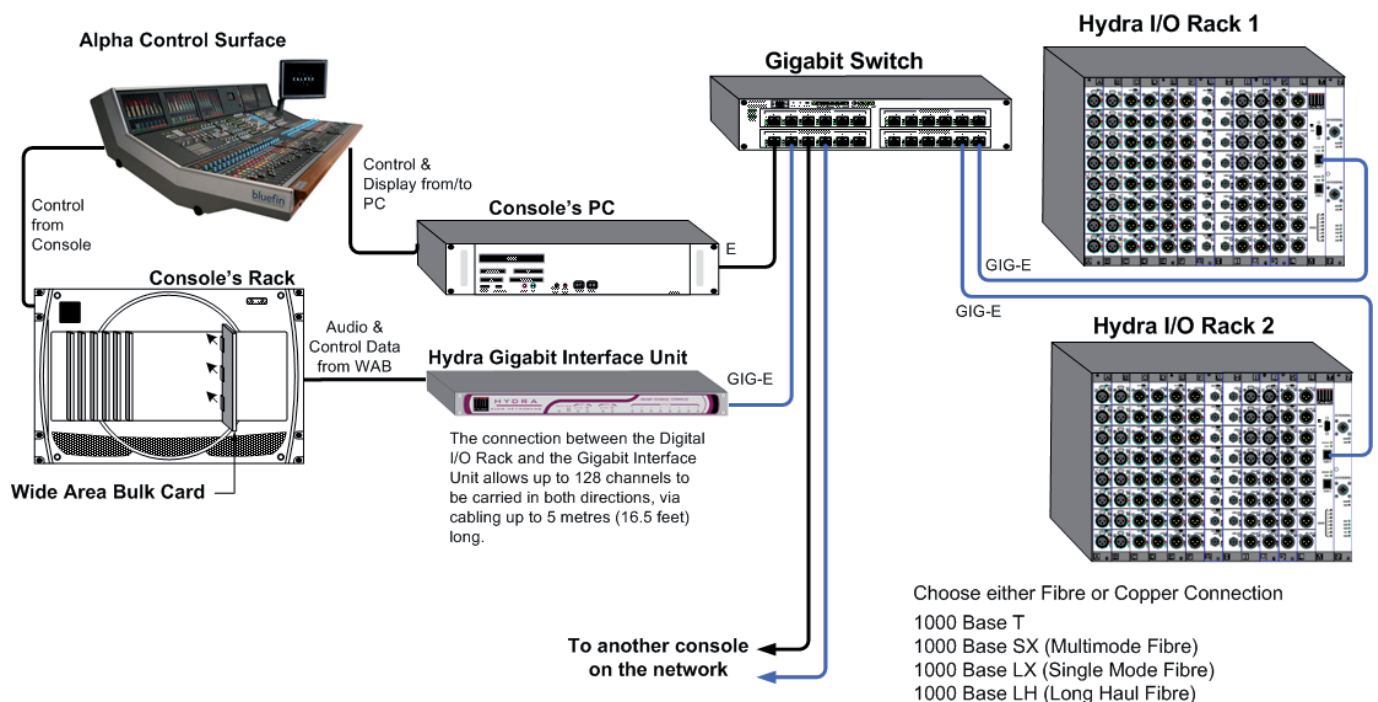 Alpha Control Surface
bluefin
Control
from
Console
Control &
Display from/to
PC
Console's PC
E
Gigabit Switch
Hydra I/O Rack 1
GIG-E
GIG-E
Hydra I/O Rack 2
Console's Rack
Wide Area Bulk Card
Audio &
Control Data
from WAB
Hydra Gigabit Interface Unit
HYDRA
GIG-E
The connection between the Digital
I/O Rack and the Gigabit Interface
Unit allows up to 128 channels to
be carried in both directions, via
cabling up to 5 metres (16.5 feet)
long.
To another console
on the network
Choose either Fibre or Copper Connection
1000 Base T
1000 Base SX (Multimode Fibre)
1000 Base LX (Single Mode Fibre)
1000 Base LH (Long Haul Fibre)